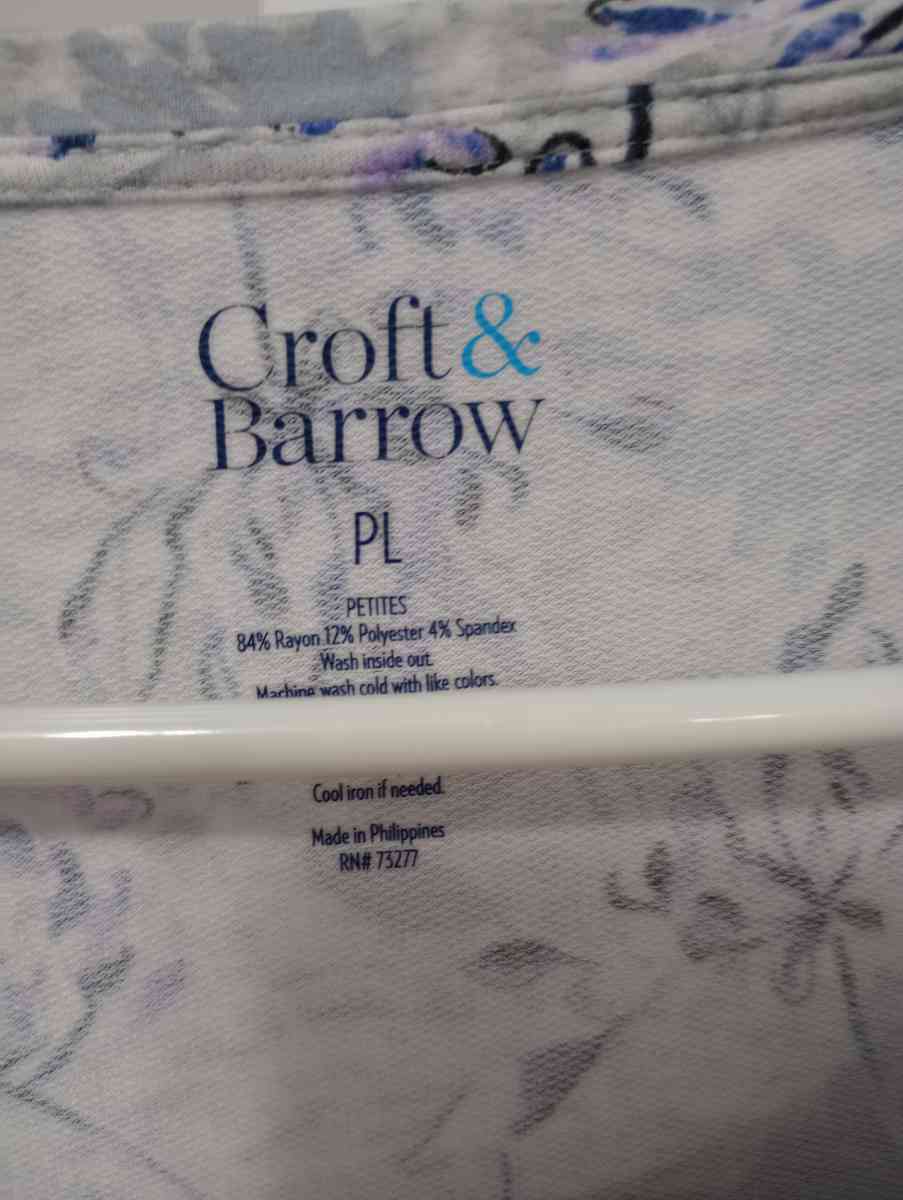 Croft &
Barrow
PL
PETITES
84% Rayon 12% Polyester 4% Spandex
Wash inside out.
Machine wash cold with like colors.
Cool iron if needed.
Made in Philippines
RN# 73277